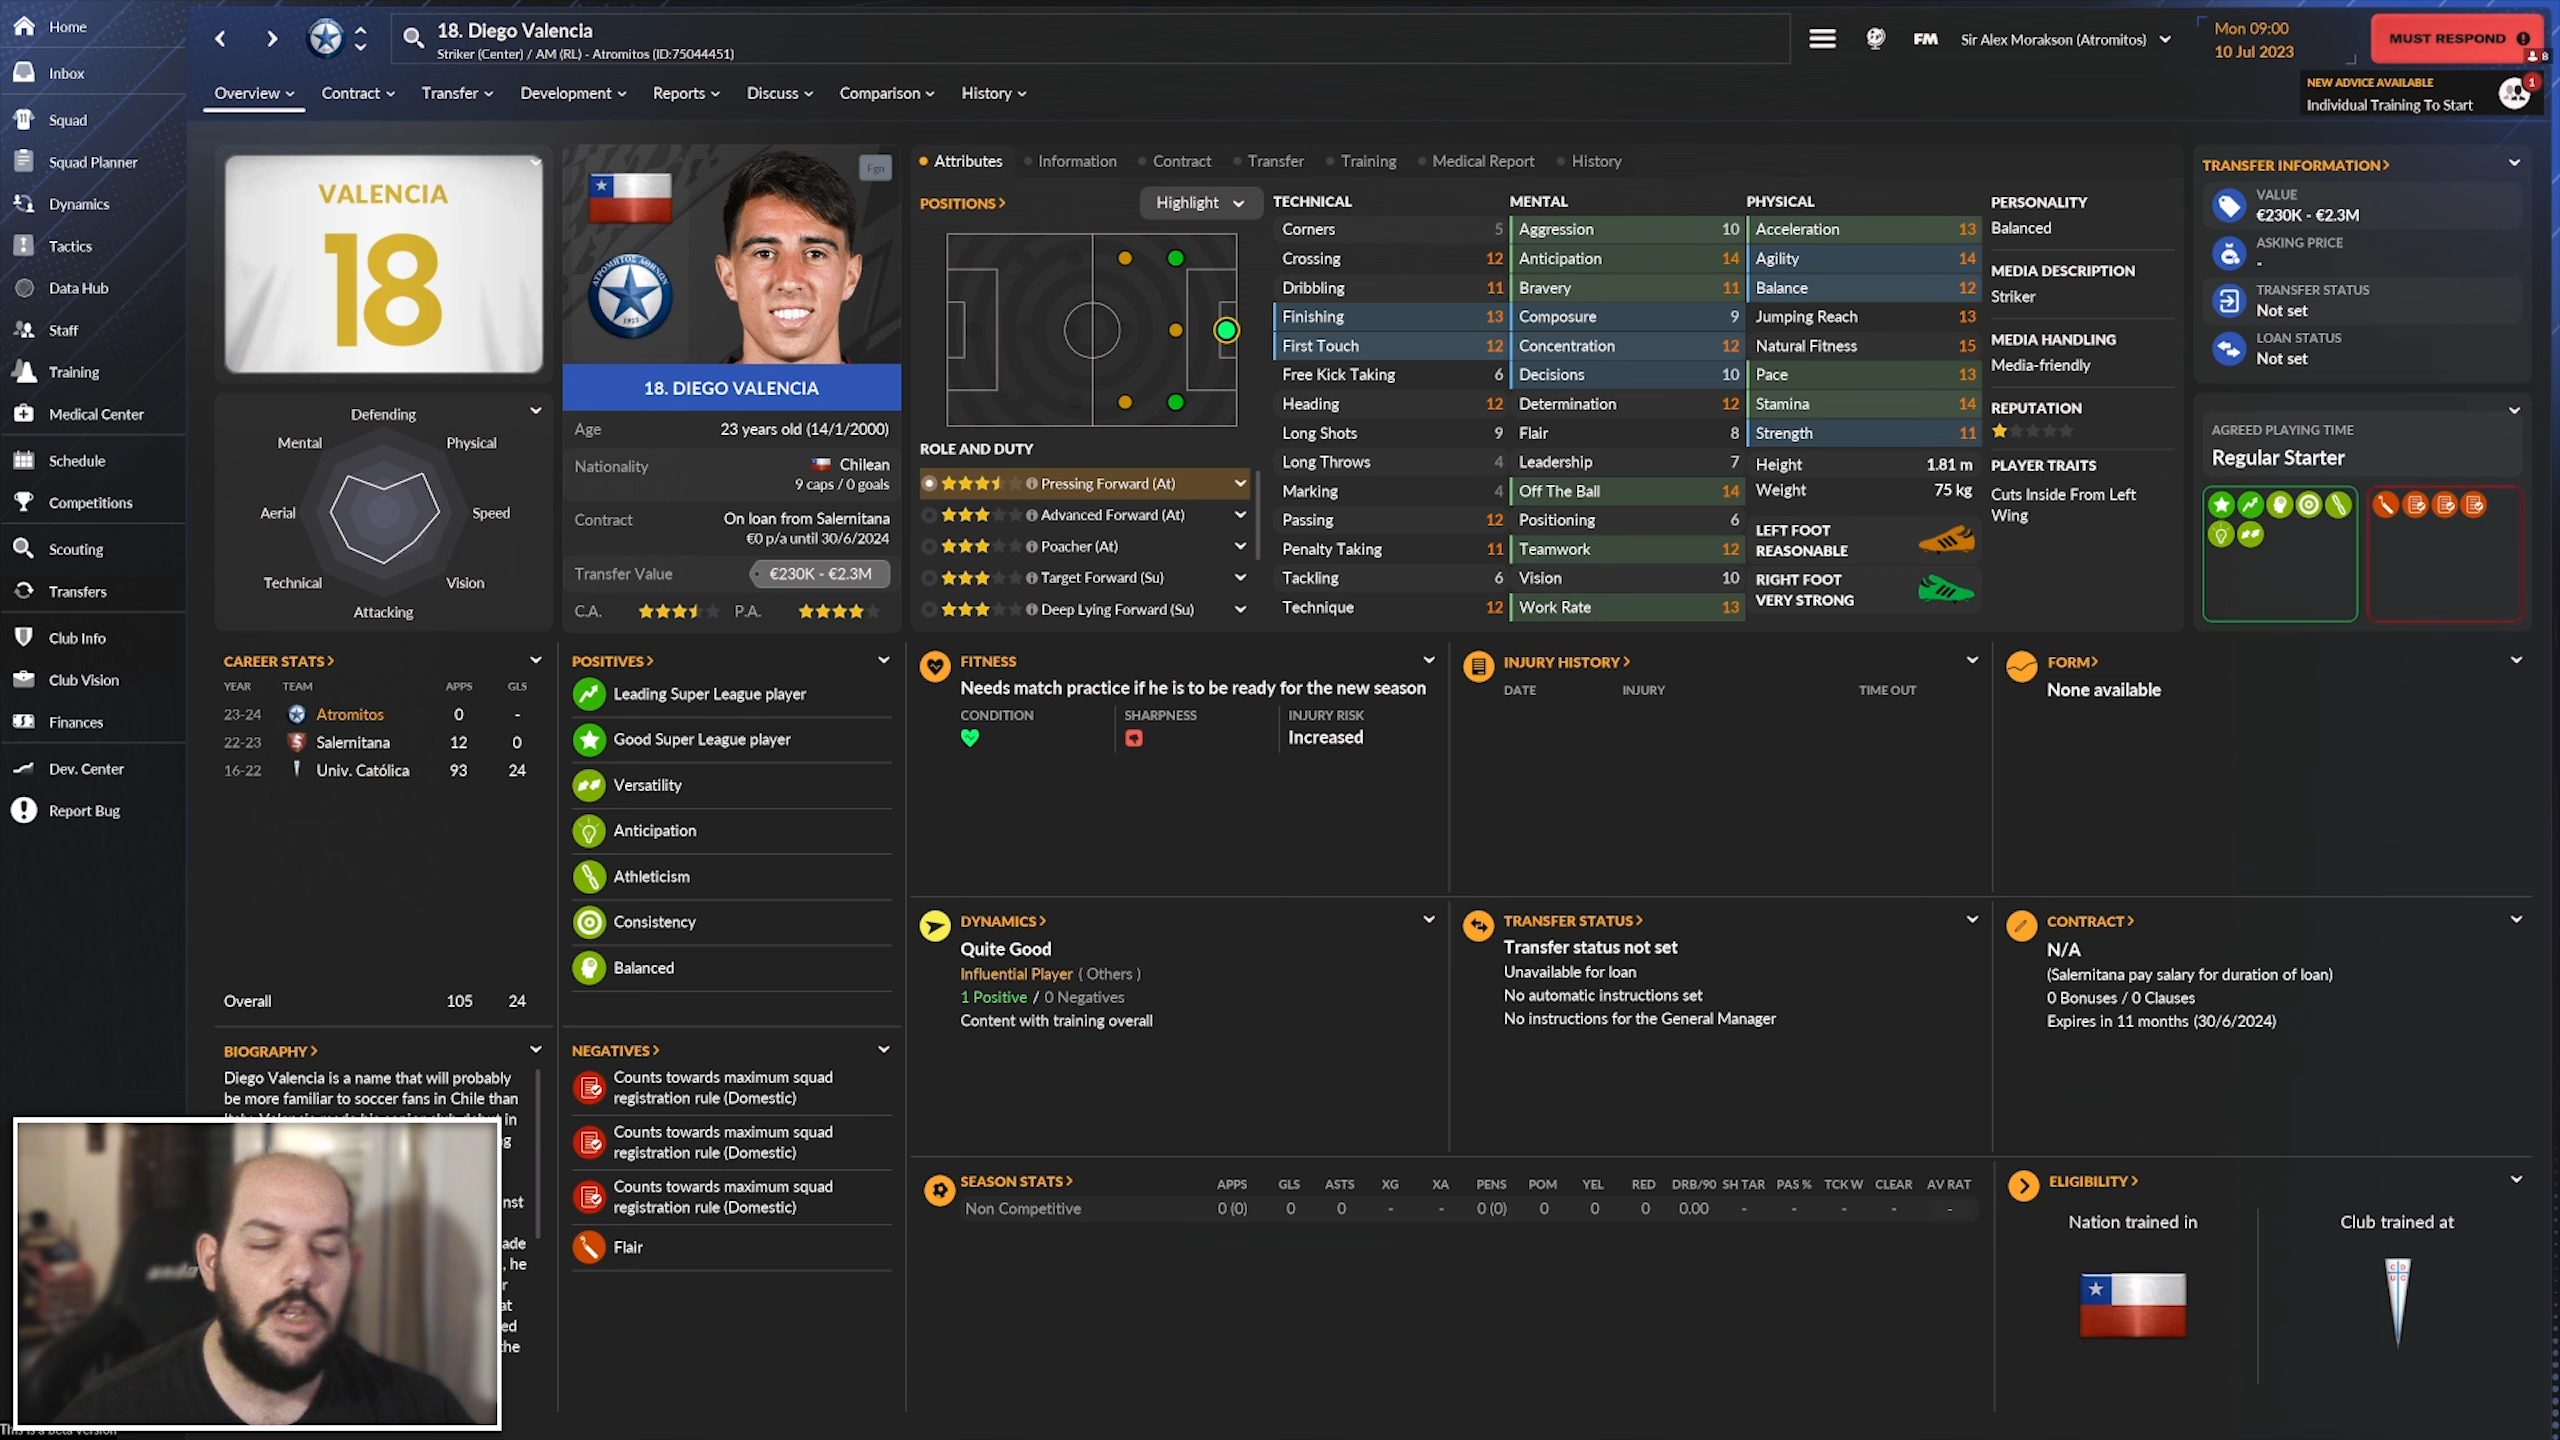 Home
Inbox
Squad
Squad Planner
Dynamics
Tactics
Data Hub
Staff
Training
Medical Center
Schedule
Competitions
Scouting
Transfers
Club Info
Club Vision
Finances
Dev. Center
Report Bug
18. Diego Valencia
Striker (Center) / AM (RL) - Atromitos (ID:75044451)
FM
Sir Alex Morakson (Atromitos)
Mon 09:00
10 Jul 2023
MUST RESPOND
8
NEW ADVICE AVAILABLE
Individual Training To Start
1
Overview
Contract
Transfer
Development
Reports
Discuss
Comparison
History
VALENCIA
18
Defending
Physical
Speed
Vision
Attacking
Technical
Aerial
Mental
Fgn
ΑΤΡΟΜΗΤΟΣ ΑΘΗΝΩΝ
1923
18. DIEGO VALENCIA
Age 23 years old (14/1/2000)
Nationality Chilean
9 caps / 0 goals
Contract On loan from Salernitana
€0 p/a until 30/6/2024
Transfer Value €230K - €2.3M
C.A. P.A.
Attributes
Information
Contract
Transfer
Training
Medical Report
History
POSITIONS
Highlight
ROLE AND DUTY
Pressing Forward (At)
Advanced Forward (At)
Poacher (At)
Target Forward (Su)
Deep Lying Forward (Su)
TECHNICAL
Corners 5
Crossing 12
Dribbling 11
Finishing 13
First Touch 12
Free Kick Taking 6
Heading 12
Long Shots 9
Long Throws 4
Marking 4
Passing 12
Penalty Taking 11
Tackling 6
Technique 12
MENTAL
Aggression 10
Anticipation 14
Bravery 11
Composure 9
Concentration 12
Decisions 10
Determination 12
Flair 8
Leadership 7
Off The Ball 14
Positioning 6
Teamwork 12
Vision 10
Work Rate 13
PHYSICAL
Acceleration 13
Agility 14
Balance 12
Jumping Reach 13
Natural Fitness 15
Pace 13
Stamina 14
Strength 11
Height 1.81 m
Weight 75 kg
LEFT FOOT
REASONABLE
RIGHT FOOT
VERY STRONG
PERSONALITY
Balanced
MEDIA DESCRIPTION
Striker
MEDIA HANDLING
Media-friendly
REPUTATION
PLAYER TRAITS
Cuts Inside From Left
Wing
TRANSFER INFORMATION
VALUE
€230K - €2.3M
ASKING PRICE
-
TRANSFER STATUS
Not set
LOAN STATUS
Not set
AGREED PLAYING TIME
Regular Starter
CAREER STATS
YEAR TEAM APPS GLS
23-24 Atromitos 0 -
22-23 Salernitana 12 0
16-22 Univ. Católica 93 24
Overall 105 24
BIOGRAPHY
Diego Valencia is a name that will probably
be more familiar to soccer fans in Chile than
in
nst
ade
, he
r
at
ed
the
This is a beta version
POSITIVES
Leading Super League player
Good Super League player
Versatility
Anticipation
Athleticism
Consistency
Balanced
NEGATIVES
Counts towards maximum squad
registration rule (Domestic)
Counts towards maximum squad
registration rule (Domestic)
Counts towards maximum squad
registration rule (Domestic)
Flair
FITNESS
Needs match practice if he is to be ready for the new season
CONDITION
SHARPNESS
INJURY RISK
Increased
INJURY HISTORY
DATE INJURY TIME OUT
FORM
None available
DYNAMICS
Quite Good
Influential Player ( Others )
1 Positive / 0 Negatives
Content with training overall
TRANSFER STATUS
Transfer status not set
Unavailable for loan
No automatic instructions set
No instructions for the General Manager
CONTRACT
N/A
(Salernitana pay salary for duration of loan)
0 Bonuses / 0 Clauses
Expires in 11 months (30/6/2024)
SEASON STATS APPS GLS ASTS XG XA PENS POM YEL RED DRB/90 SH TAR PAS % TCK W CLEAR AV RAT
Non Competitive 0 (0) 0 0 - - 0 (0) 0 0 0 0.00 - - - - -
ELIGIBILITY
Nation trained in
Club trained at